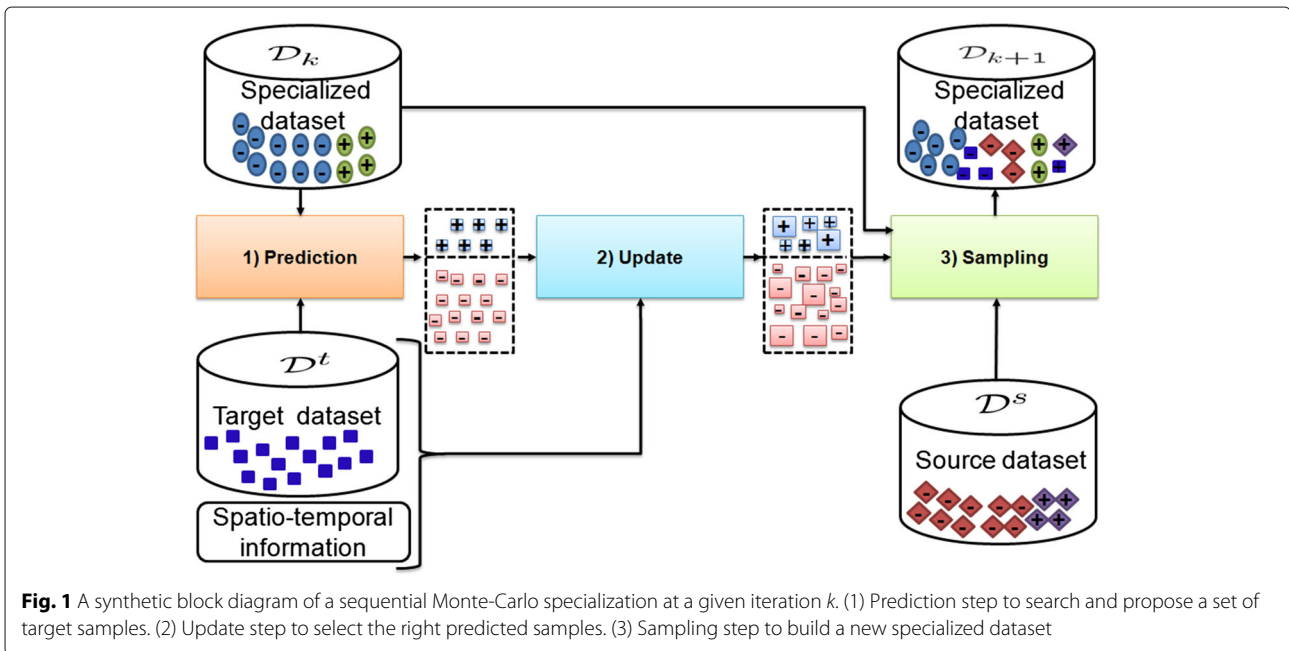 𝒟k
Specialized
dataset
𝒟k+1
Specialized
dataset
1) Prediction
2) Update
3) Sampling
𝒟t
Target dataset
Spatio-temporal
information
𝒟s
Source dataset
Fig. 1 A synthetic block diagram of a sequential Monte-Carlo specialization at a given iteration k. (1) Prediction step to search and propose a set of
target samples. (2) Update step to select the right predicted samples. (3) Sampling step to build a new specialized dataset